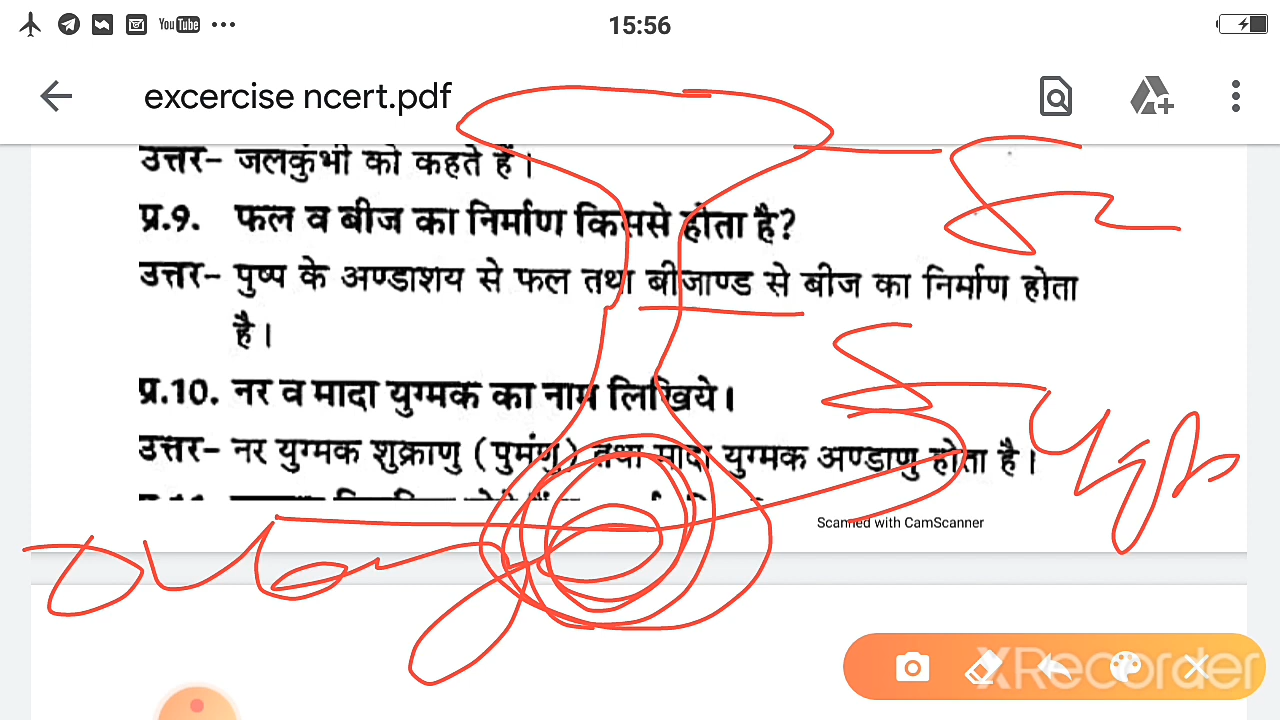 YouTube
15:56
excercise ncert.pdf
उत्तर- जलकुंभी को कहते हैं।
प्र.9. फल व बीज का निर्माण किससे होता है?
उत्तर- पुष्प के अण्डाशय से फल तथा बीजाण्ड से बीज का निर्माण होता
है।
प्र.10. नर व मादा युग्मक का नाम लिखिये।
उत्तर- नर युग्मक शुक्राणु (पुमंणु) तथा मादा युग्मक अण्डाणु होता है।
Scanned with CamScanner
XRecorder